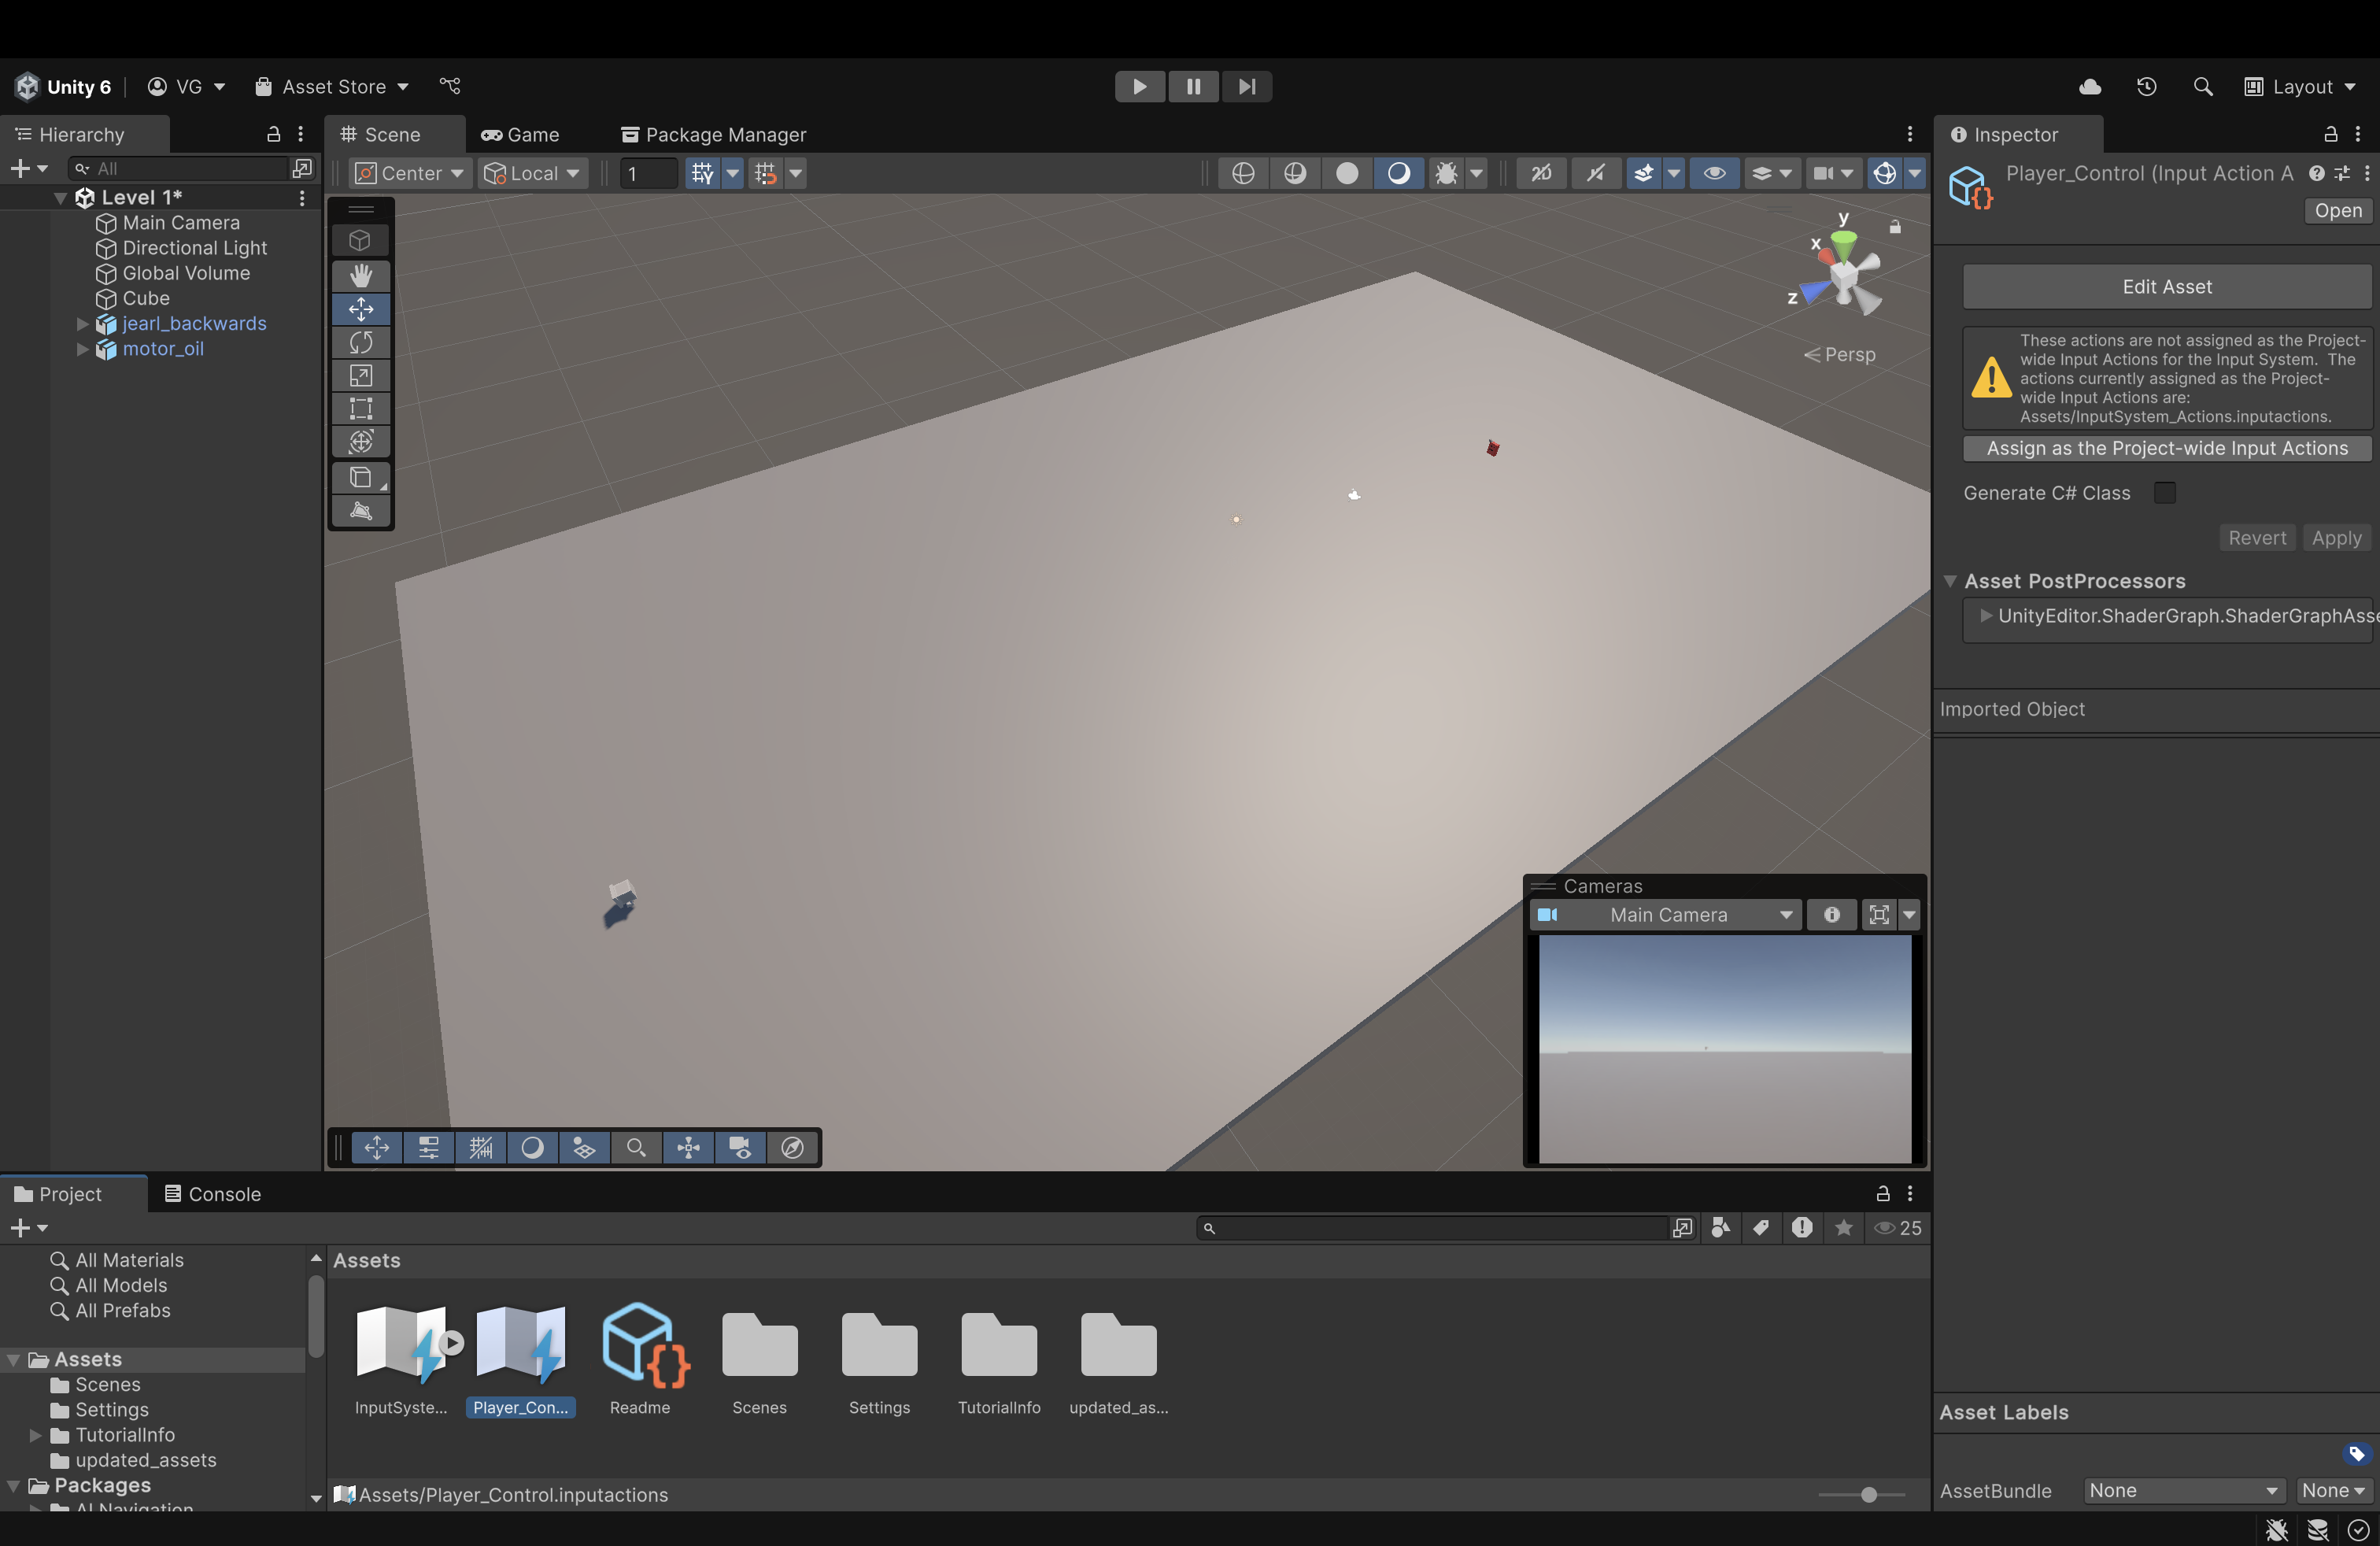 Unity 6
VG
Asset Store
Layout
Hierarchy
Scene
Game
Package Manager
Inspector
All
Center
Local
1
2D
Player_Control (Input Action A
Open
Level 1*
Main Camera
Directional Light
Global Volume
Cube
jearl_backwards
motor_oil
y
x
z
Persp
Edit Asset
These actions are not assigned as the Project-
wide Input Actions for the Input System. The
actions currently assigned as the Project-
wide Input Actions are:
Assets/InputSystem_Actions.inputactions.
Assign as the Project-wide Input Actions
Generate C# Class
Revert
Apply
Asset PostProcessors
UnityEditor.ShaderGraph.ShaderGraphAsse
Imported Object
Cameras
Main Camera
Project
Console
25
All Materials
All Models
All Prefabs
Assets
Scenes
Settings
TutorialInfo
updated_assets
Packages
AI Navigation
Assets
InputSyste...
Player_Con...
Readme
Scenes
Settings
TutorialInfo
updated_as...
Assets/Player_Control.inputactions
Asset Labels
AssetBundle
None
None